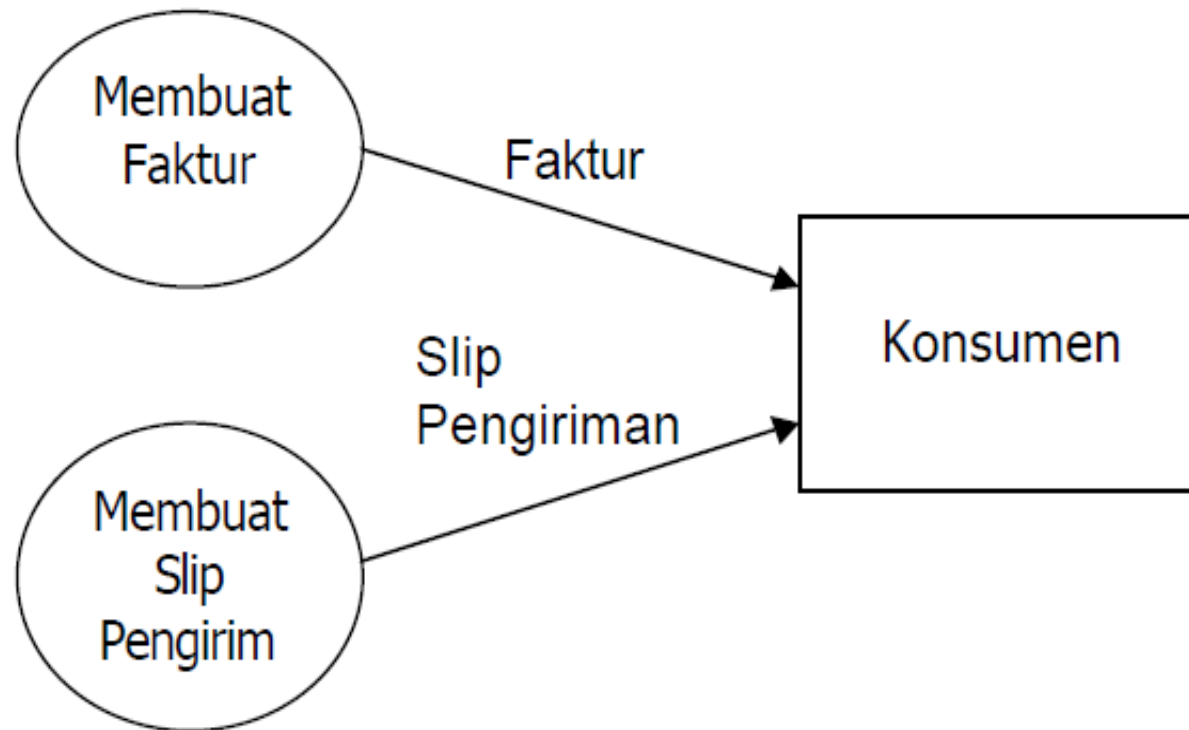 Membuat
Faktur
Faktur
Konsumen
Slip
Pengiriman
Membuat
Slip
Pengirim